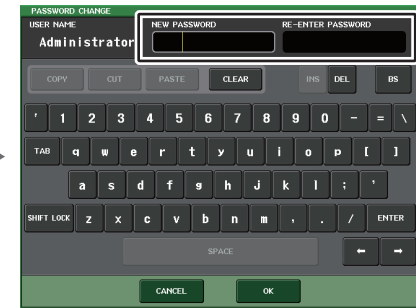 PASSWORD CHANGE
USER NAME NEW PASSWORD RE-ENTER PASSWORD
Administrator
COPY CUT PASTE CLEAR INS DEL BS
' 1 2 3 4 5 6 7 8 9 0 - = \
TAB q w e r t y u i o p [ ]
a s d f g h j k l ; '
SHIFT LOCK z x c v b n m , . / ENTER
SPACE ← →
CANCEL OK